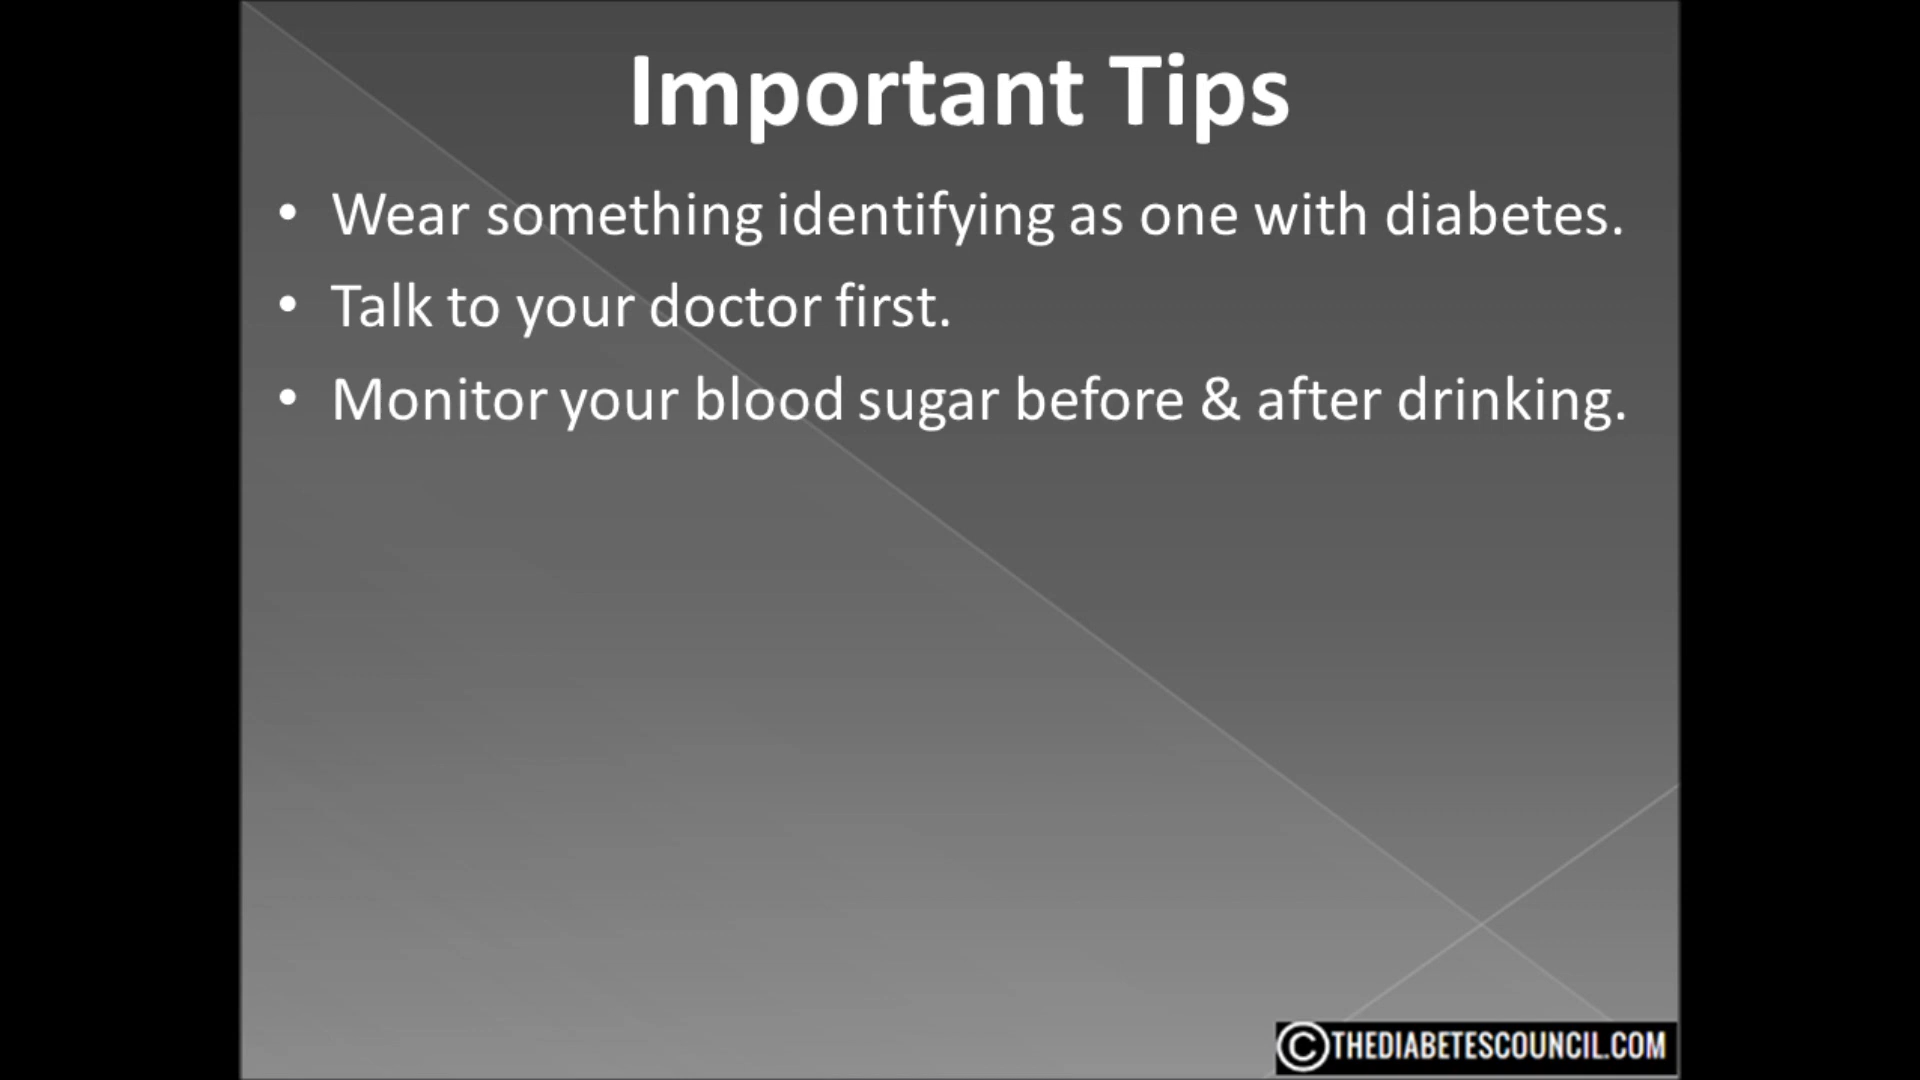 Important Tips
• Wear something identifying as one with diabetes.
• Talk to your doctor first.
• Monitor your blood sugar before & after drinking.
©THEDIABETESCOUNCIL.COM